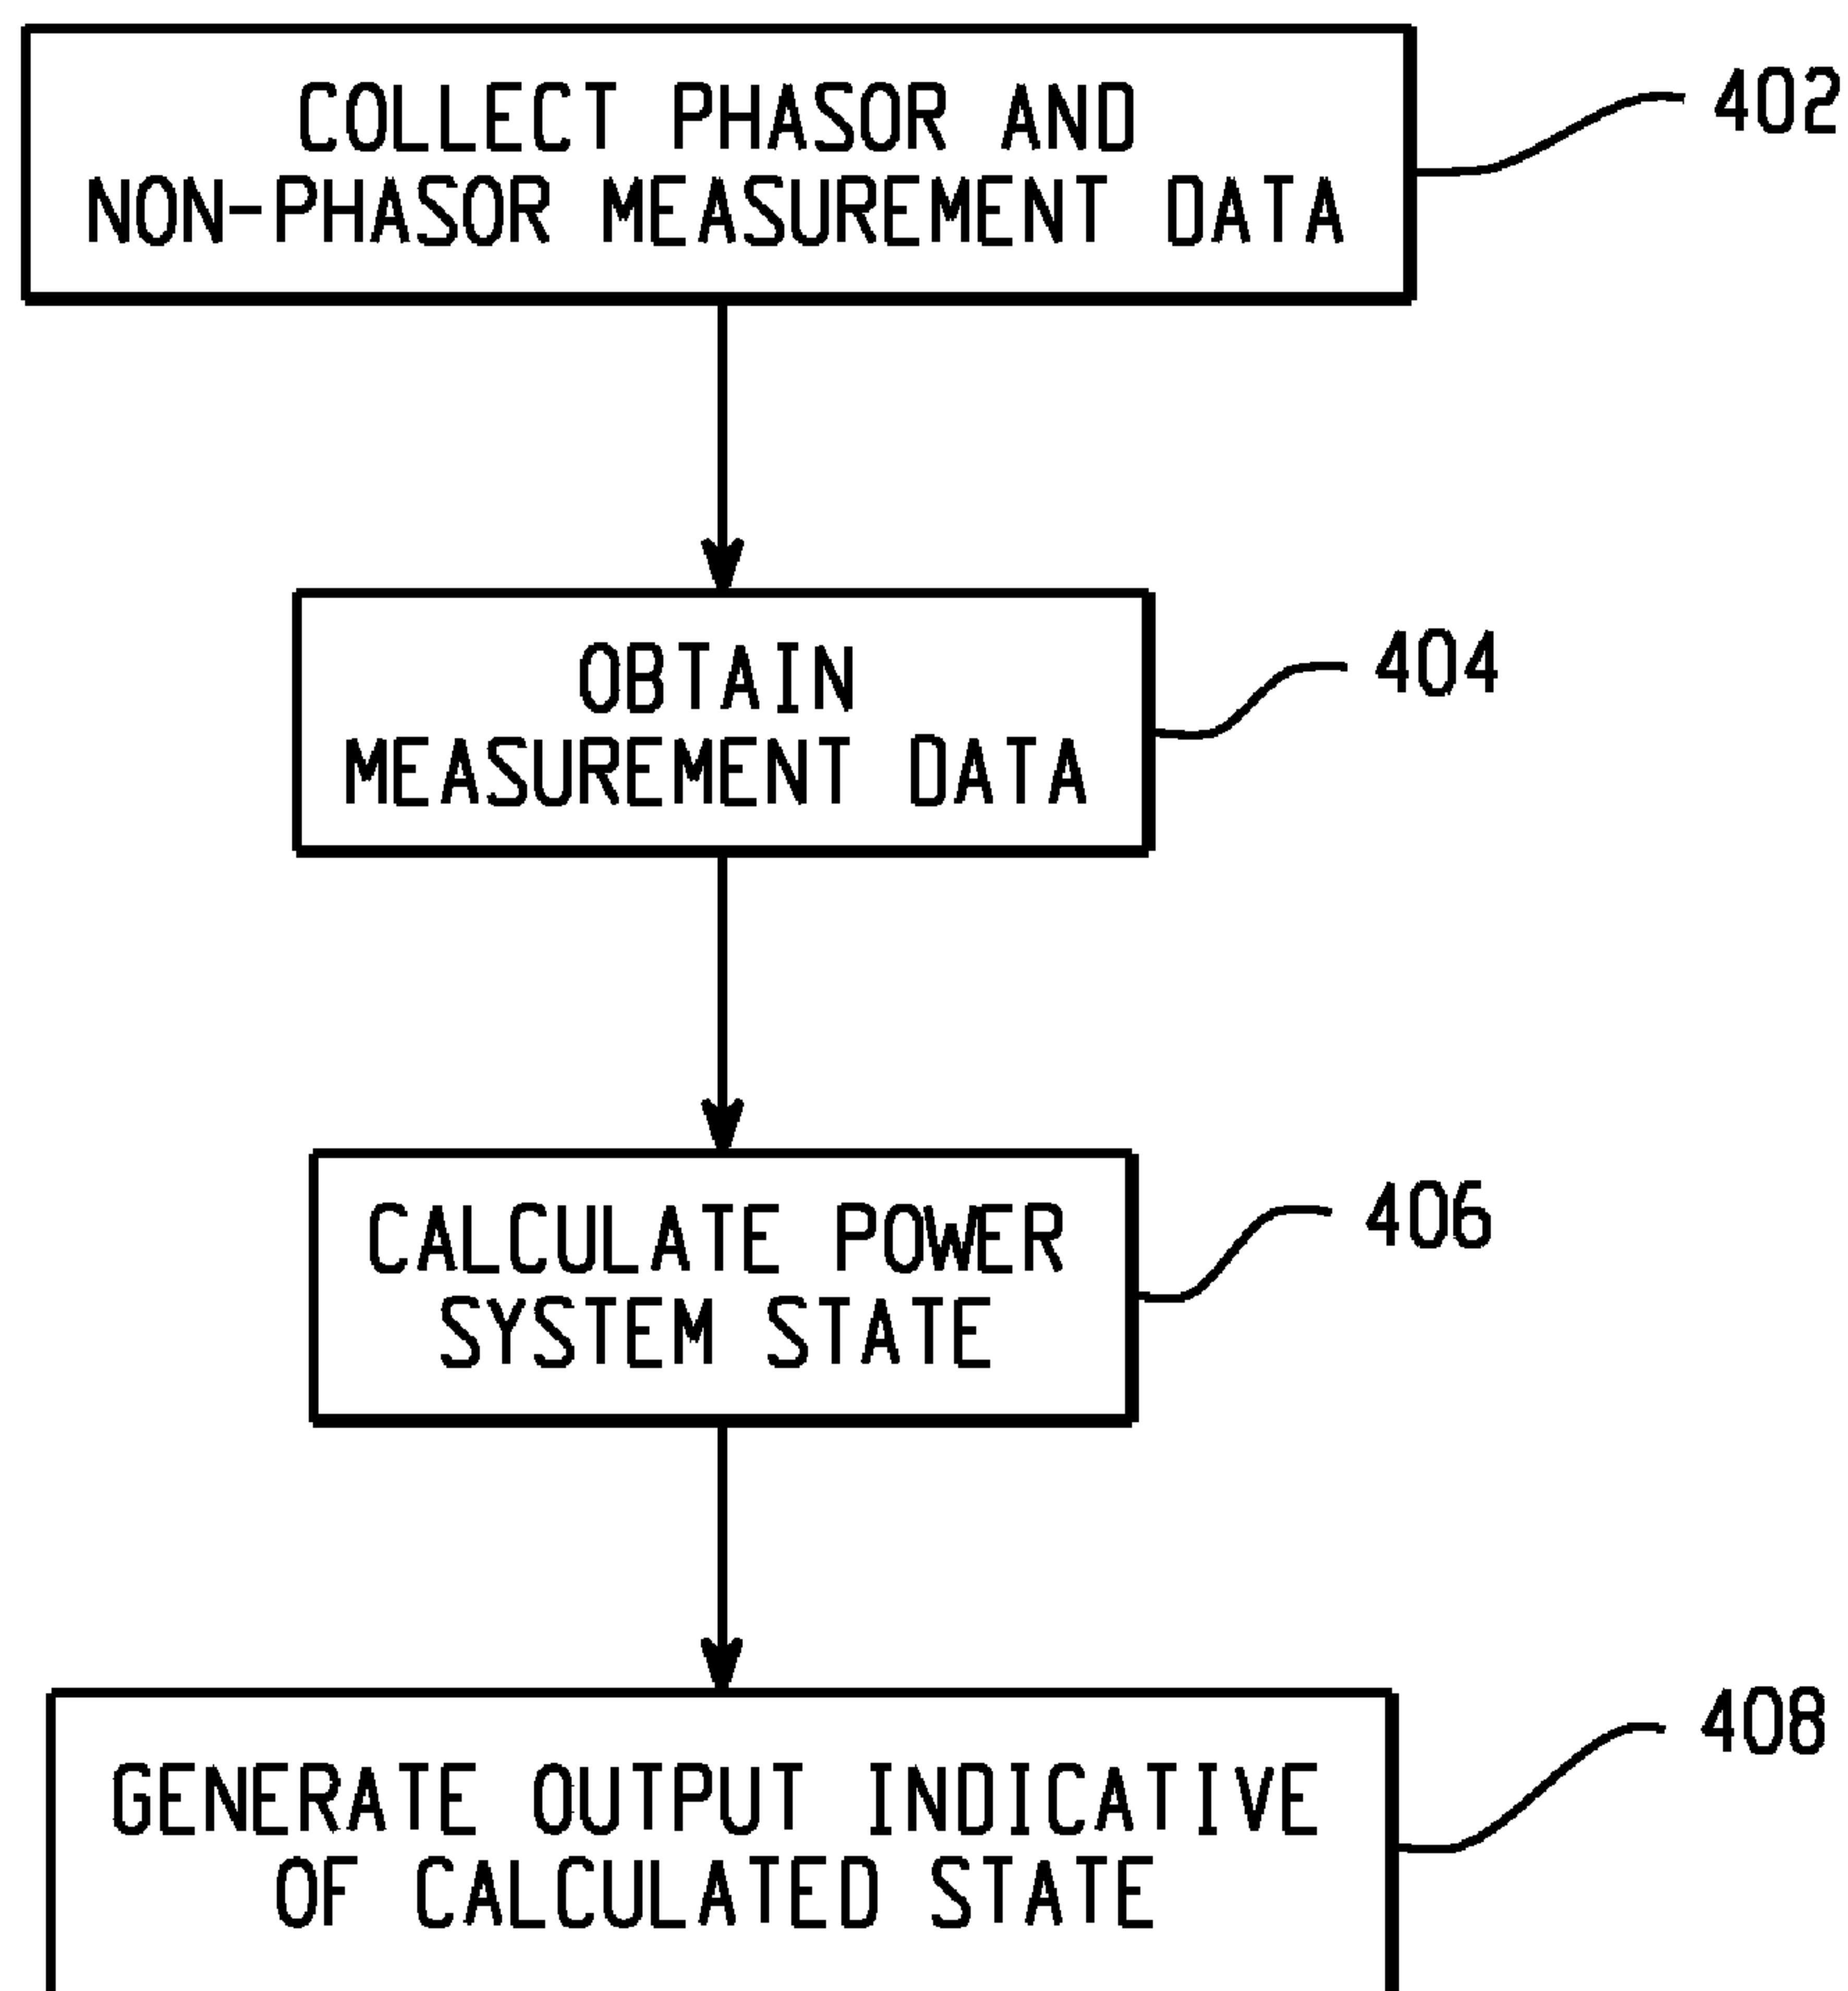 COLLECT PHASOR AND
NON-PHASOR MEASUREMENT DATA
402
OBTAIN
MEASUREMENT DATA
404
CALCULATE POWER
SYSTEM STATE
406
GENERATE OUTPUT INDICATIVE
OF CALCULATED STATE
408